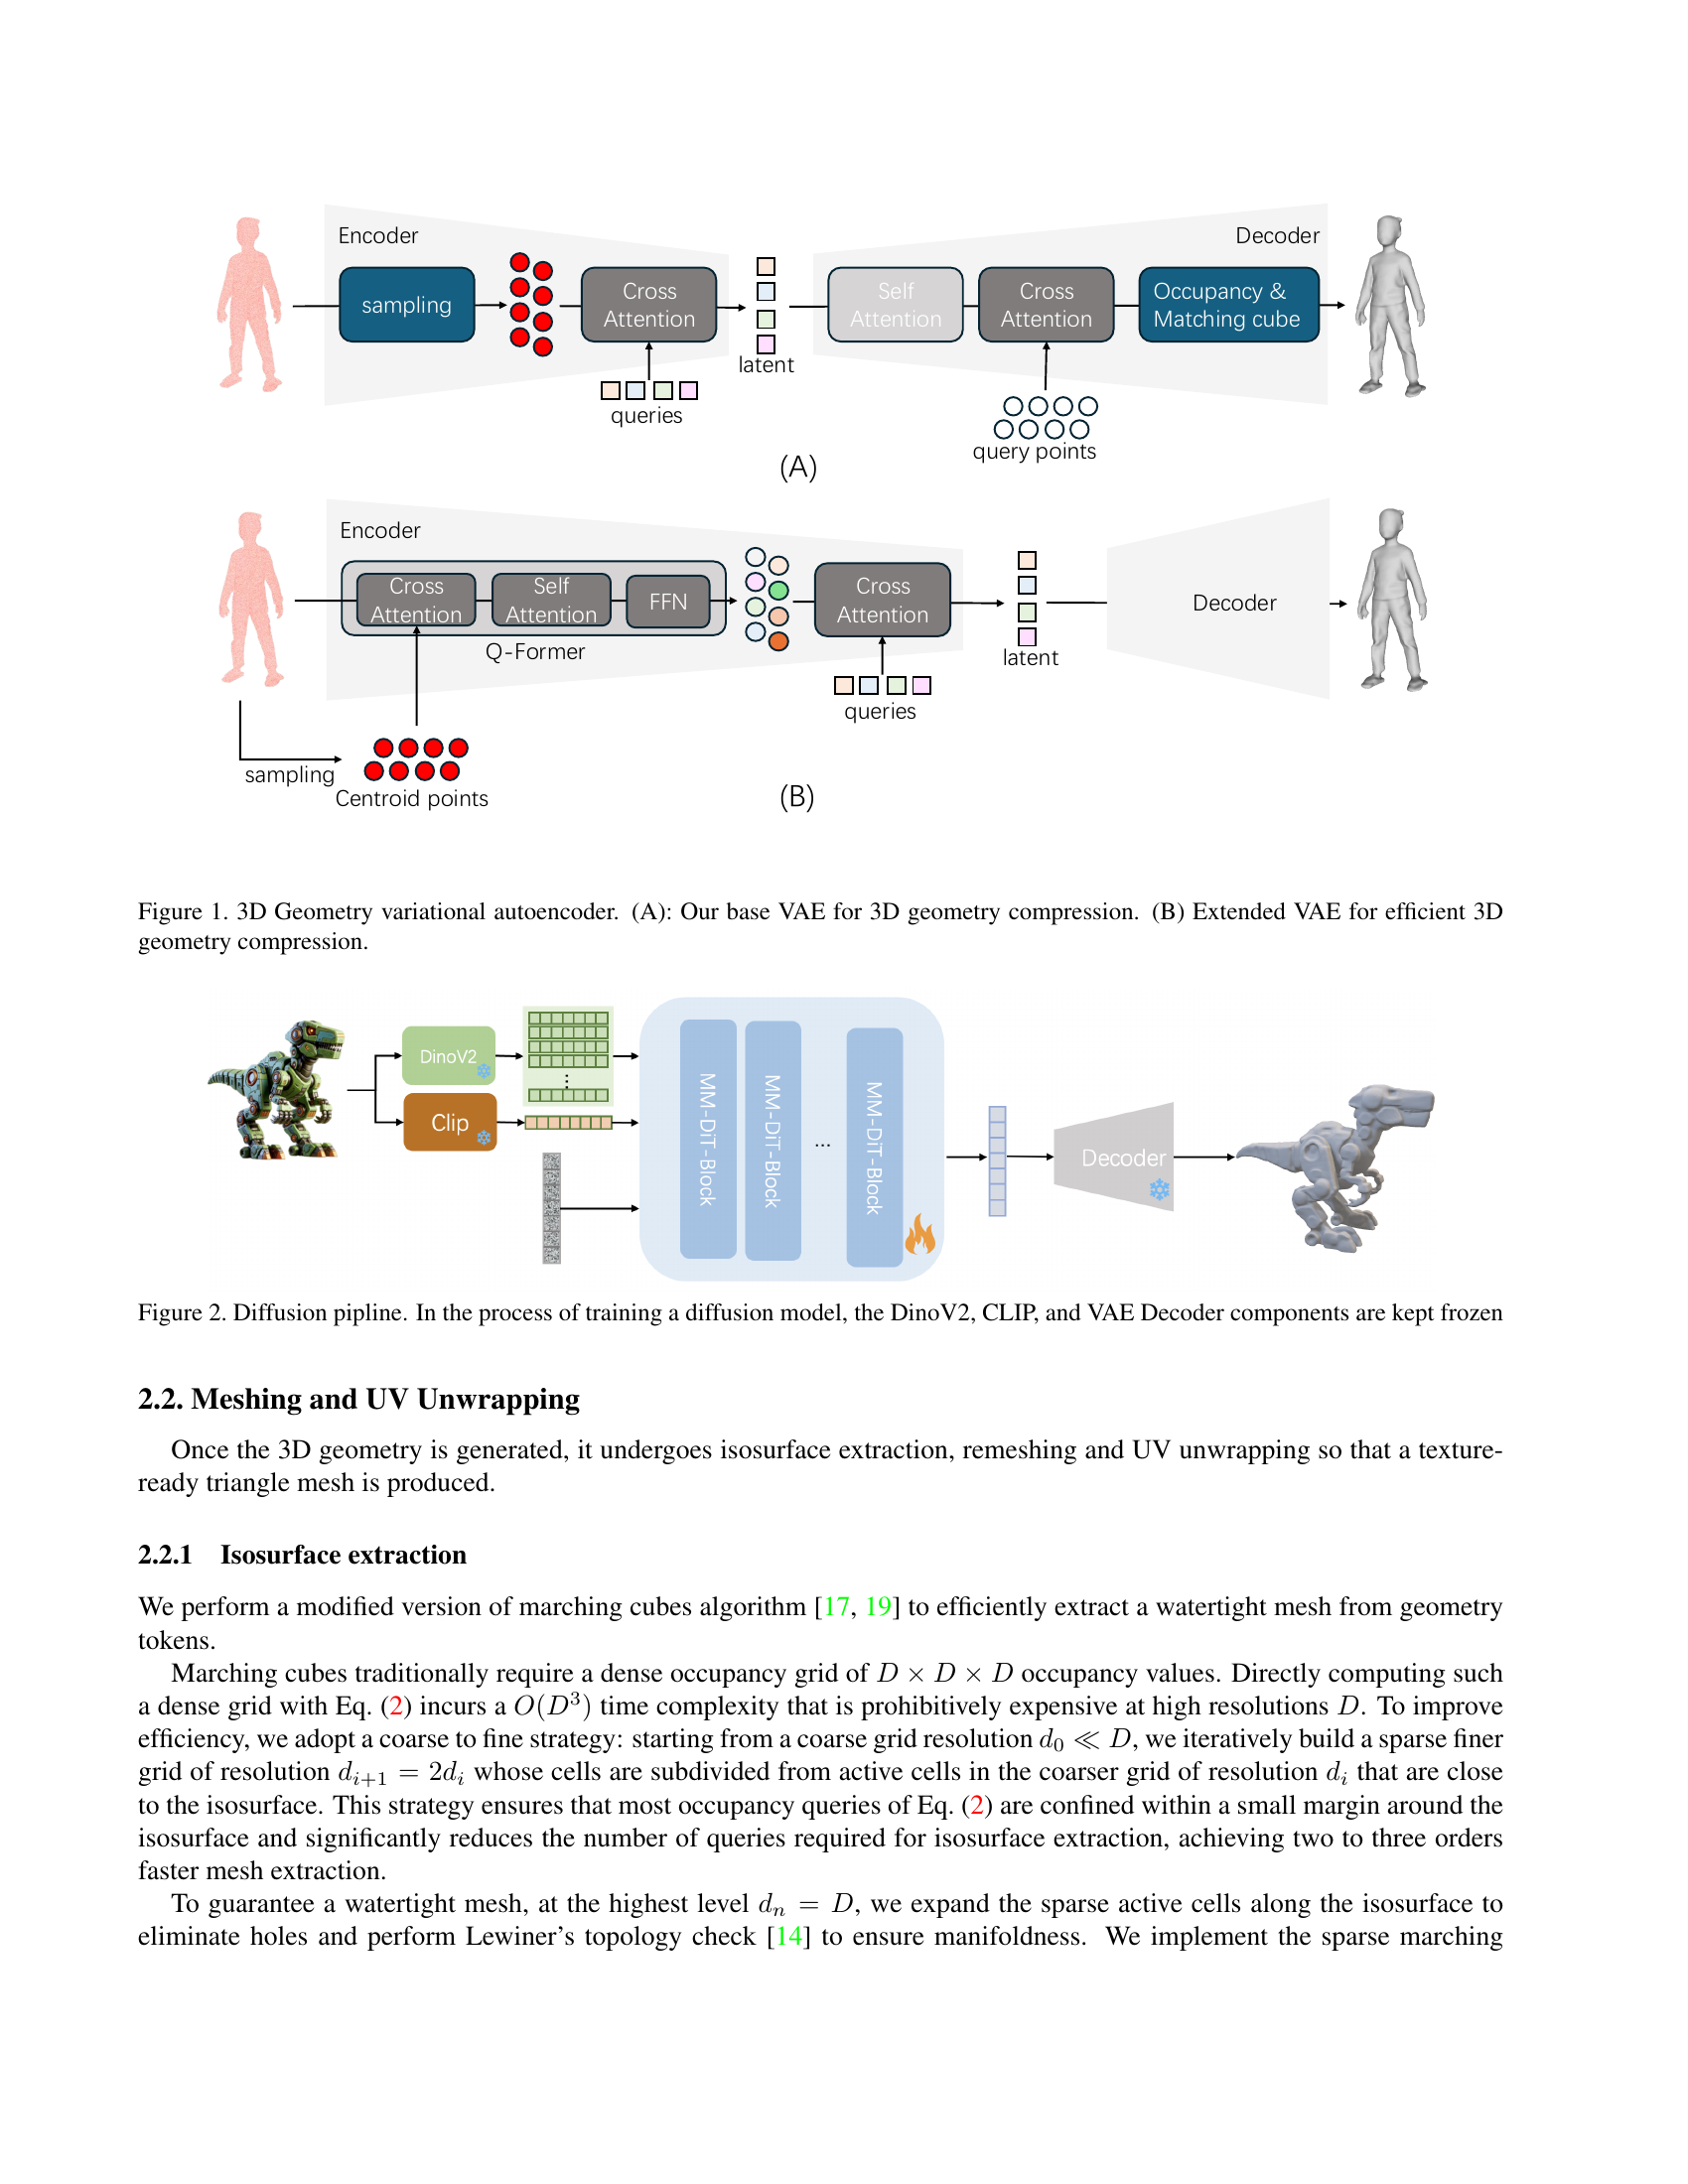 Encoder
Decoder
sampling
Cross
Attention
Self
Attention
Cross
Attention
Occupancy &
Matching cube
latent
queries
query points
(A)
Encoder
Cross
Attention
Self
Attention
FFN
Cross
Attention
Decoder
Q-Former
latent
queries
sampling
Centroid points
(B)
Figure 1. 3D Geometry variational autoencoder. (A): Our base VAE for 3D geometry compression. (B) Extended VAE for efficient 3D
geometry compression.
DinoV2
Clip
MM-DiT-Block
MM-DiT-Block
...
MM-DiT-Block
Decoder
Figure 2. Diffusion pipline. In the process of training a diffusion model, the DinoV2, CLIP, and VAE Decoder components are kept frozen
2.2. Meshing and UV Unwrapping
Once the 3D geometry is generated, it undergoes isosurface extraction, remeshing and UV unwrapping so that a texture-
ready triangle mesh is produced.
2.2.1 Isosurface extraction
We perform a modified version of marching cubes algorithm [17, 19] to efficiently extract a watertight mesh from geometry
tokens.
Marching cubes traditionally require a dense occupancy grid of D × D × D occupancy values. Directly computing such
a dense grid with Eq. (2) incurs a O(D³) time complexity that is prohibitively expensive at high resolutions D. To improve
efficiency, we adopt a coarse to fine strategy: starting from a coarse grid resolution d₀ ≪ D, we iteratively build a sparse finer
grid of resolution dᵢ₊₁ = 2dᵢ whose cells are subdivided from active cells in the coarser grid of resolution dᵢ that are close
to the isosurface. This strategy ensures that most occupancy queries of Eq. (2) are confined within a small margin around the
isosurface and significantly reduces the number of queries required for isosurface extraction, achieving two to three orders
faster mesh extraction.
To guarantee a watertight mesh, at the highest level dₙ = D, we expand the sparse active cells along the isosurface to
eliminate holes and perform Lewiner's topology check [14] to ensure manifoldness. We implement the sparse marching